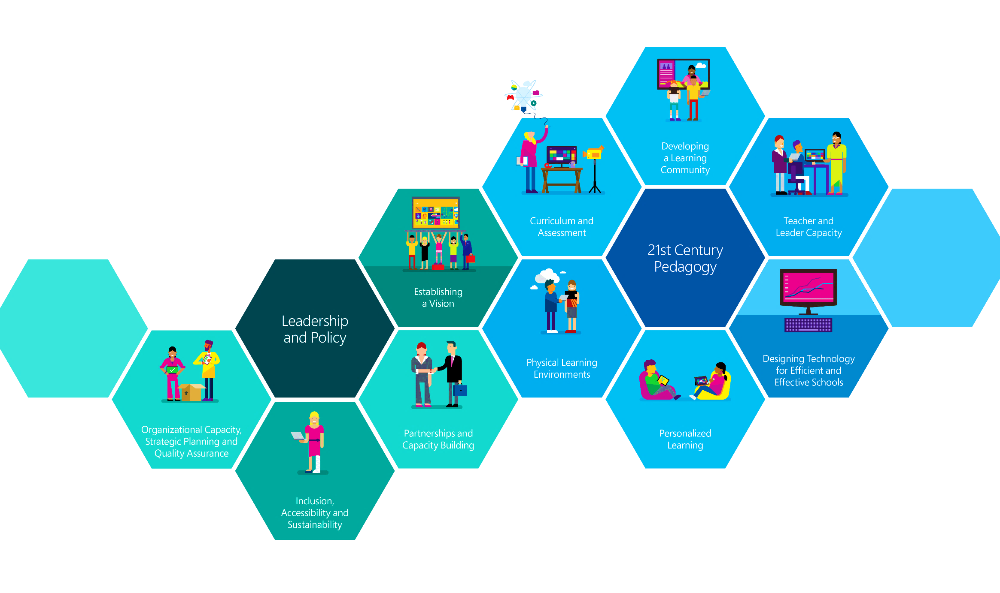 Developing
a Learning
Community
Curriculum and
Assessment
Teacher and
Leader Capacity
21st Century
Pedagogy
Establishing
a Vision
Leadership
and Policy
Physical Learning
Environments
Designing Technology
for Efficient and
Effective Schools
Organizational Capacity,
Strategic Planning and
Quality Assurance
Partnerships and
Capacity Building
Personalized
Learning
Inclusion,
Accessibility and
Sustainability